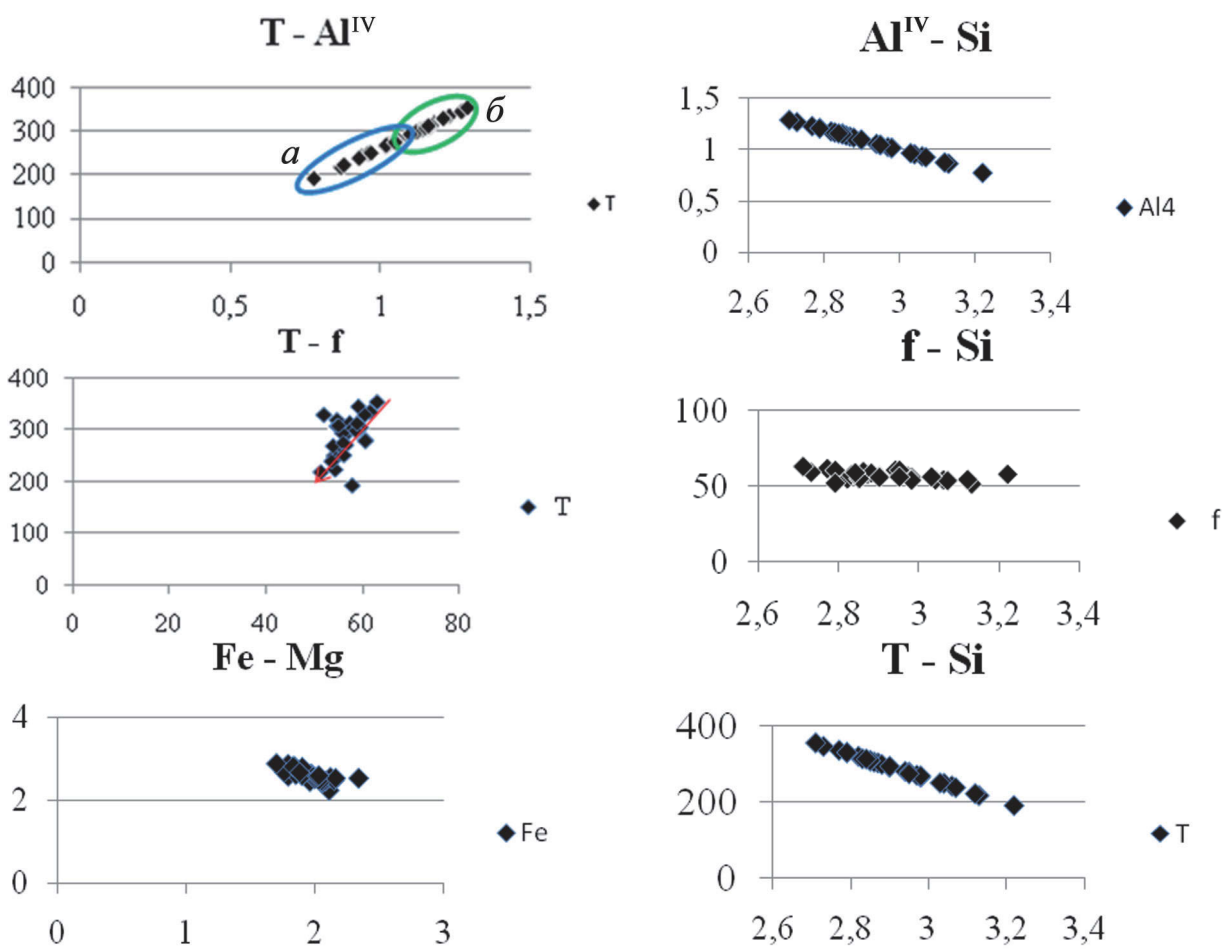 T - Al^IV
400
300
200
100
0
0 0,5 1 1,5
а
б
T
Al^IV - Si
1,5
1
0,5
0
2,6 2,8 3 3,2 3,4
Al4
T - f
400
300
200
100
0
0 20 40 60 80
T
f - Si
100
50
0
2,6 2,8 3 3,2 3,4
f
Fe - Mg
4
2
0
0 1 2 3
Fe
T - Si
400
200
0
2,6 2,8 3 3,2 3,4
T